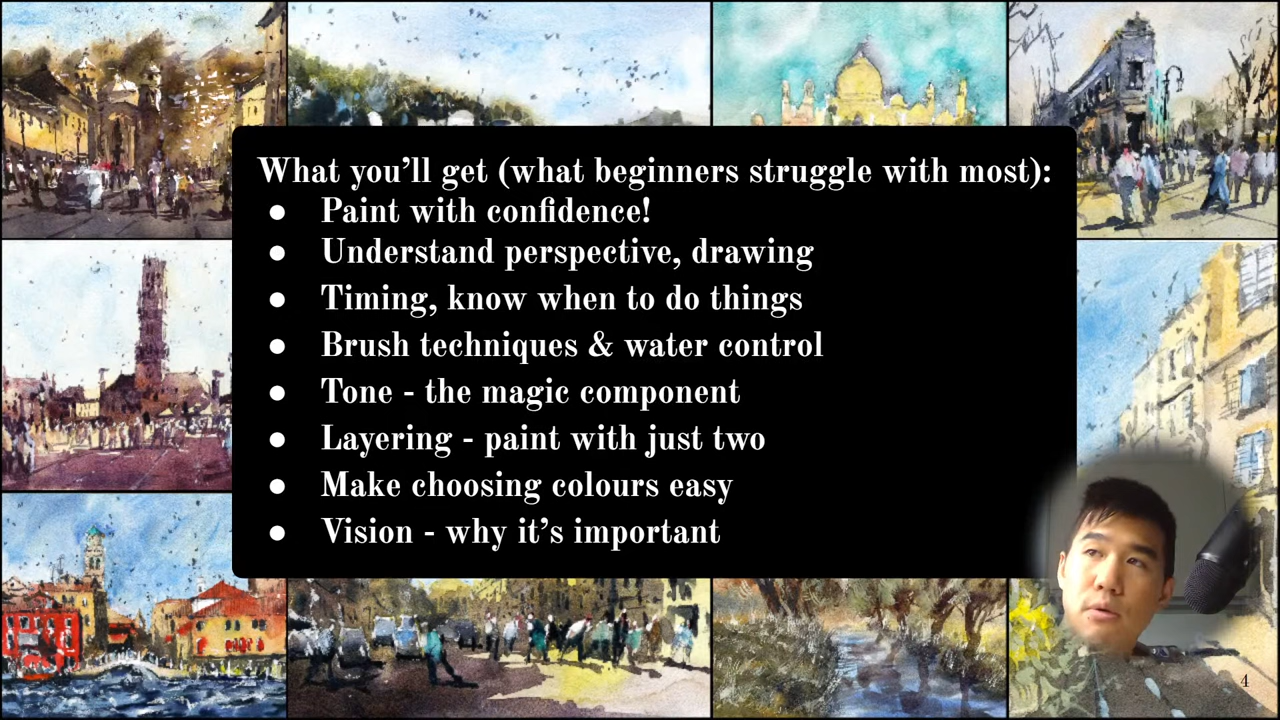 What you'll get (what beginners struggle with most):
● Paint with confidence!
● Understand perspective, drawing
● Timing, know when to do things
● Brush techniques & water control
● Tone - the magic component
● Layering - paint with just two
● Make choosing colours easy
● Vision - why it's important
4